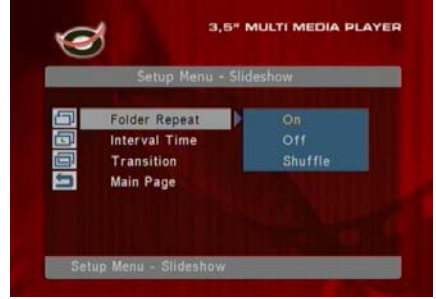 3,5" MULTI MEDIA PLAYER
Setup Menu - Slideshow
Folder Repeat On
Interval Time Off
Transition Shuffle
Main Page
Setup Menu - Slideshow